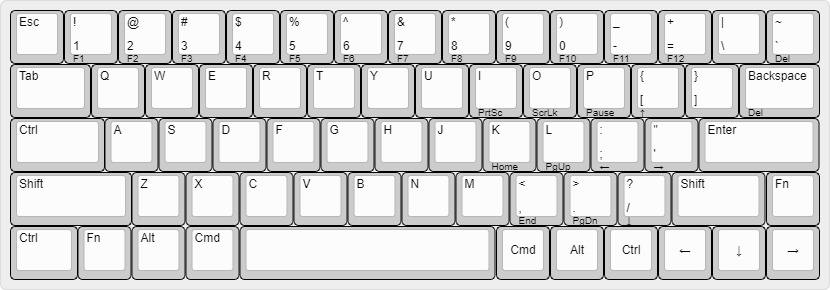 Esc ! @ # $ % ^ & * ( ) _ + | ~
1 2 3 4 5 6 7 8 9 0 - = \ `
F1 F2 F3 F4 F5 F6 F7 F8 F9 F10 F11 F12 Del
Tab Q W E R T Y U I O P { } Backspace
[ ]
PrtSc ScrLk Pause ↑ Del
Ctrl A S D F G H J K L : " Enter
; '
Home PgUp ← →
Shift Z X C V B N M < > ? Shift Fn
, . /
End PgDn ↓
Ctrl Fn Alt Cmd Cmd Alt Ctrl ← ↓ →